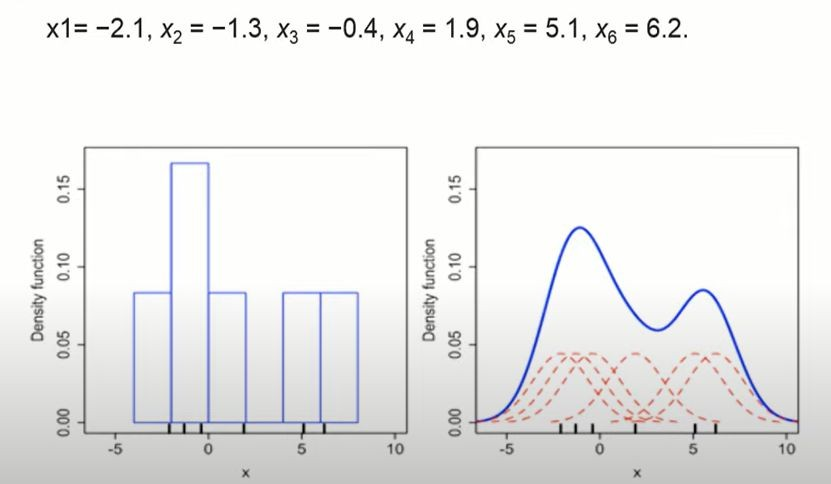 x1= −2.1, x₂ = −1.3, x₃ = −0.4, x₄ = 1.9, x₅ = 5.1, x₆ = 6.2.
Density function
0.00 0.05 0.10 0.15
-5 0 5 10
x
Density function
0.00 0.05 0.10 0.15
-5 0 5 10
x